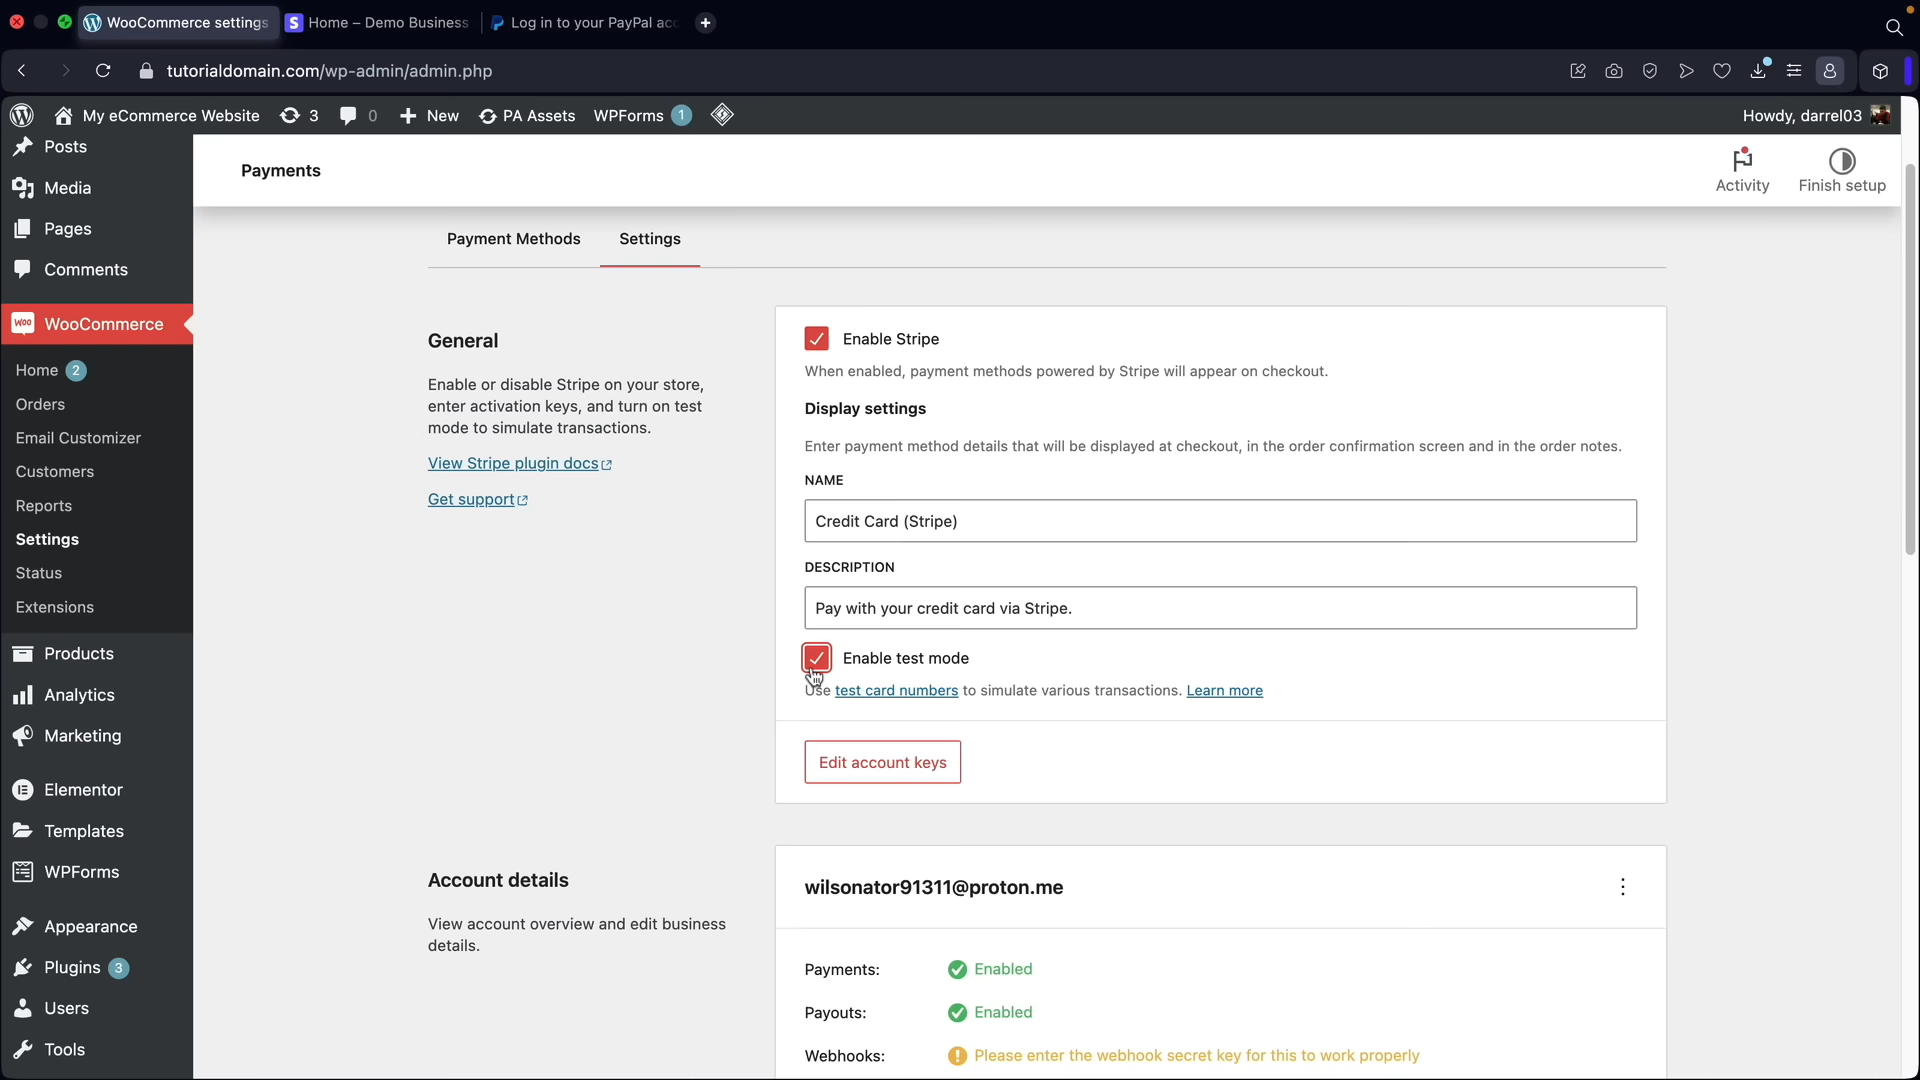 WooCommerce settings
Home – Demo Business
Log in to your PayPal acc
tutorialdomain.com/wp-admin/admin.php
My eCommerce Website
3
0
New
PA Assets
WPForms 1
Howdy, darrel03
Posts
Media
Pages
Comments
WooCommerce
Home 2
Orders
Email Customizer
Customers
Reports
Settings
Status
Extensions
Products
Analytics
Marketing
Elementor
Templates
WPForms
Appearance
Plugins 3
Users
Tools
Payments
Activity
Finish setup
Payment Methods
Settings
General
Enable or disable Stripe on your store,
enter activation keys, and turn on test
mode to simulate transactions.
View Stripe plugin docs
Get support
Enable Stripe
When enabled, payment methods powered by Stripe will appear on checkout.
Display settings
Enter payment method details that will be displayed at checkout, in the order confirmation screen and in the order notes.
NAME
Credit Card (Stripe)
DESCRIPTION
Pay with your credit card via Stripe.
Enable test mode
Use test card numbers to simulate various transactions. Learn more
Edit account keys
Account details
View account overview and edit business
details.
wilsonator91311@proton.me
Payments: Enabled
Payouts: Enabled
Webhooks: Please enter the webhook secret key for this to work properly